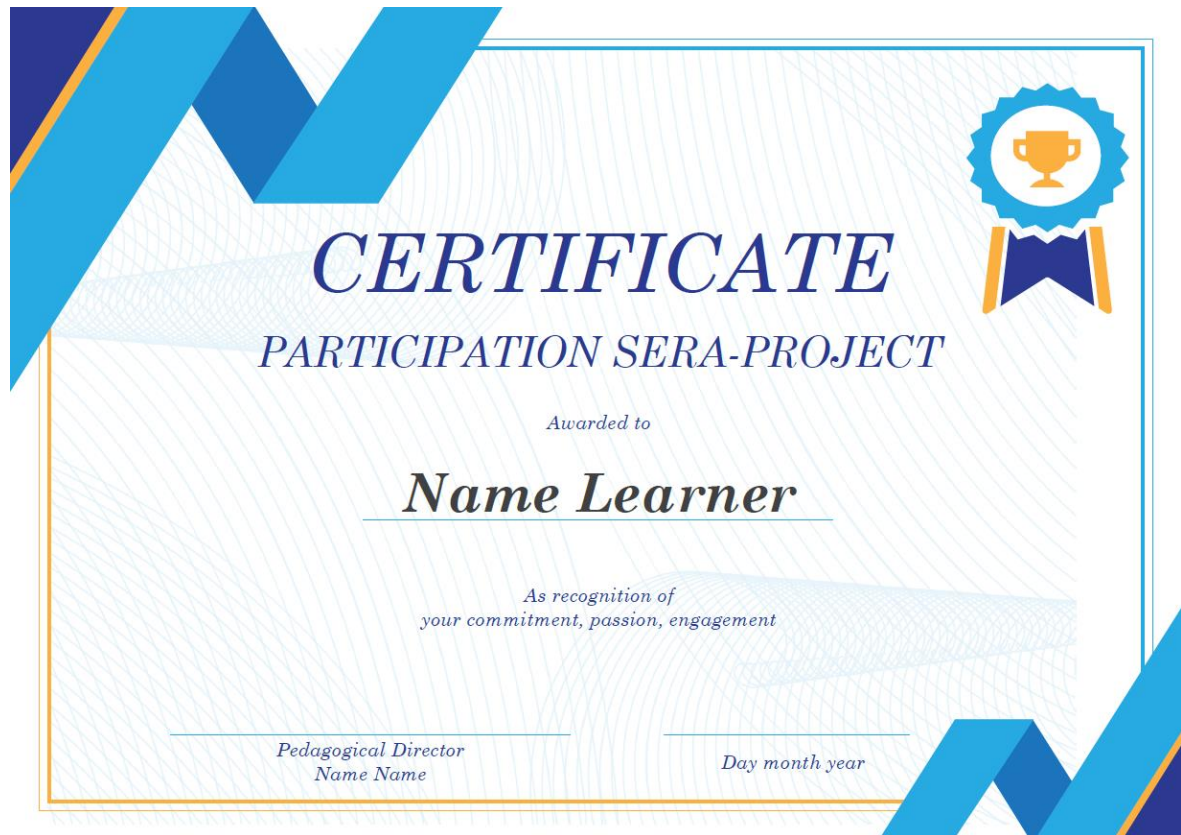 CERTIFICATE
PARTICIPATION SERA-PROJECT
Awarded to
Name Learner
As recognition of
your commitment, passion, engagement
Pedagogical Director
Name Name
Day month year